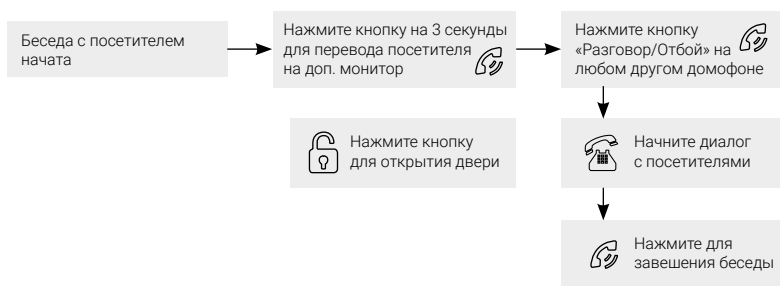 Беседа с посетителем
начата
Нажмите кнопку на 3 секунды
для перевода посетителя
на доп. монитор
Нажмите кнопку
«Разговор/Отбой» на
любом другом домофоне
Нажмите кнопку
для открытия двери
Начните диалог
с посетителями
Нажмите для
завешения беседы